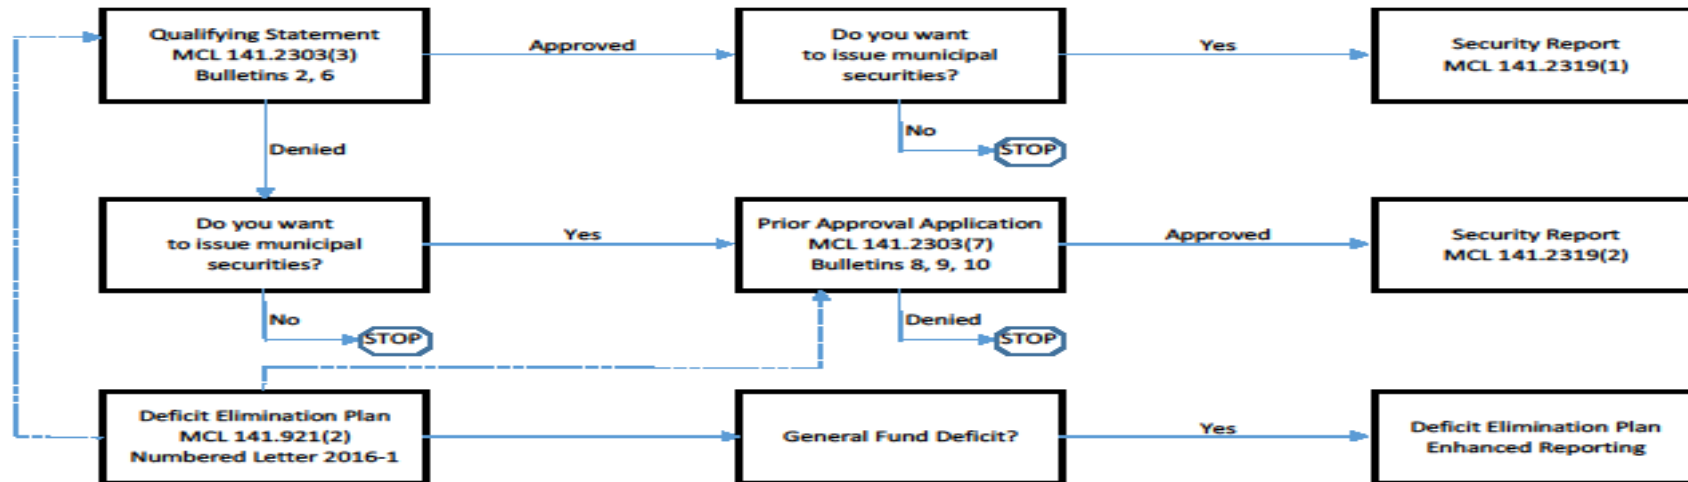 Qualifying Statement
MCL 141.2303(3)
Bulletins 2, 6
Approved
Do you want
to issue municipal
securities?
Yes
Security Report
MCL 141.2319(1)
No
STOP
Denied
Do you want
to issue municipal
securities?
Yes
Prior Approval Application
MCL 141.2303(7)
Bulletins 8, 9, 10
Approved
Security Report
MCL 141.2319(2)
No
STOP
Denied
STOP
Deficit Elimination Plan
MCL 141.921(2)
Numbered Letter 2016-1
General Fund Deficit?
Yes
Deficit Elimination Plan
Enhanced Reporting